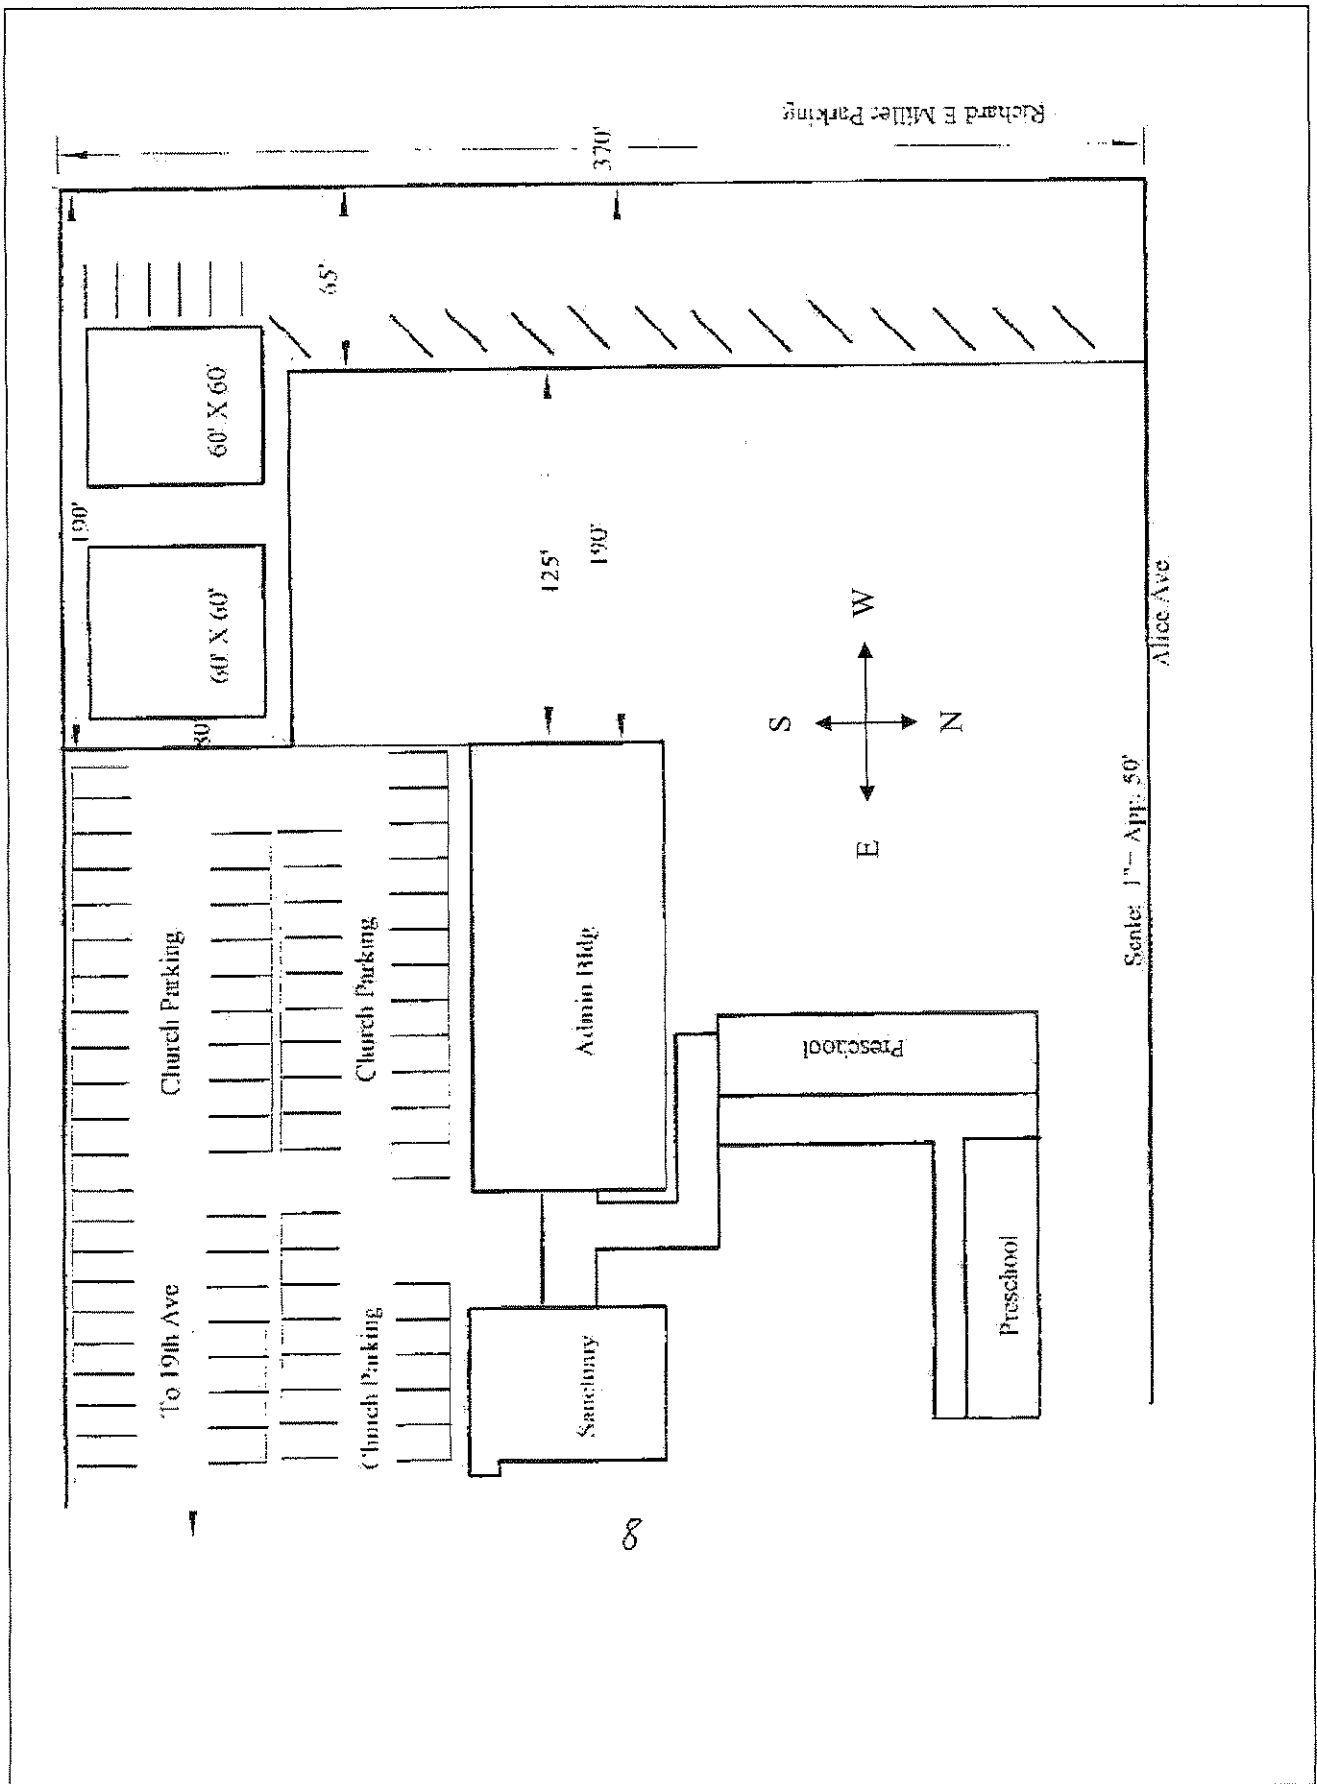 Richard E Miller Parking
370'
65'
60' X 60'
190'
60' X 60'
80'
125'
190'
W
S
N
E
Alice Ave
Scale: 1"= App: 50'
Church Parking
Church Parking
Admin Bldg
Preschool
To 19th Ave
Church Parking
Sanctuary
Preschool
8